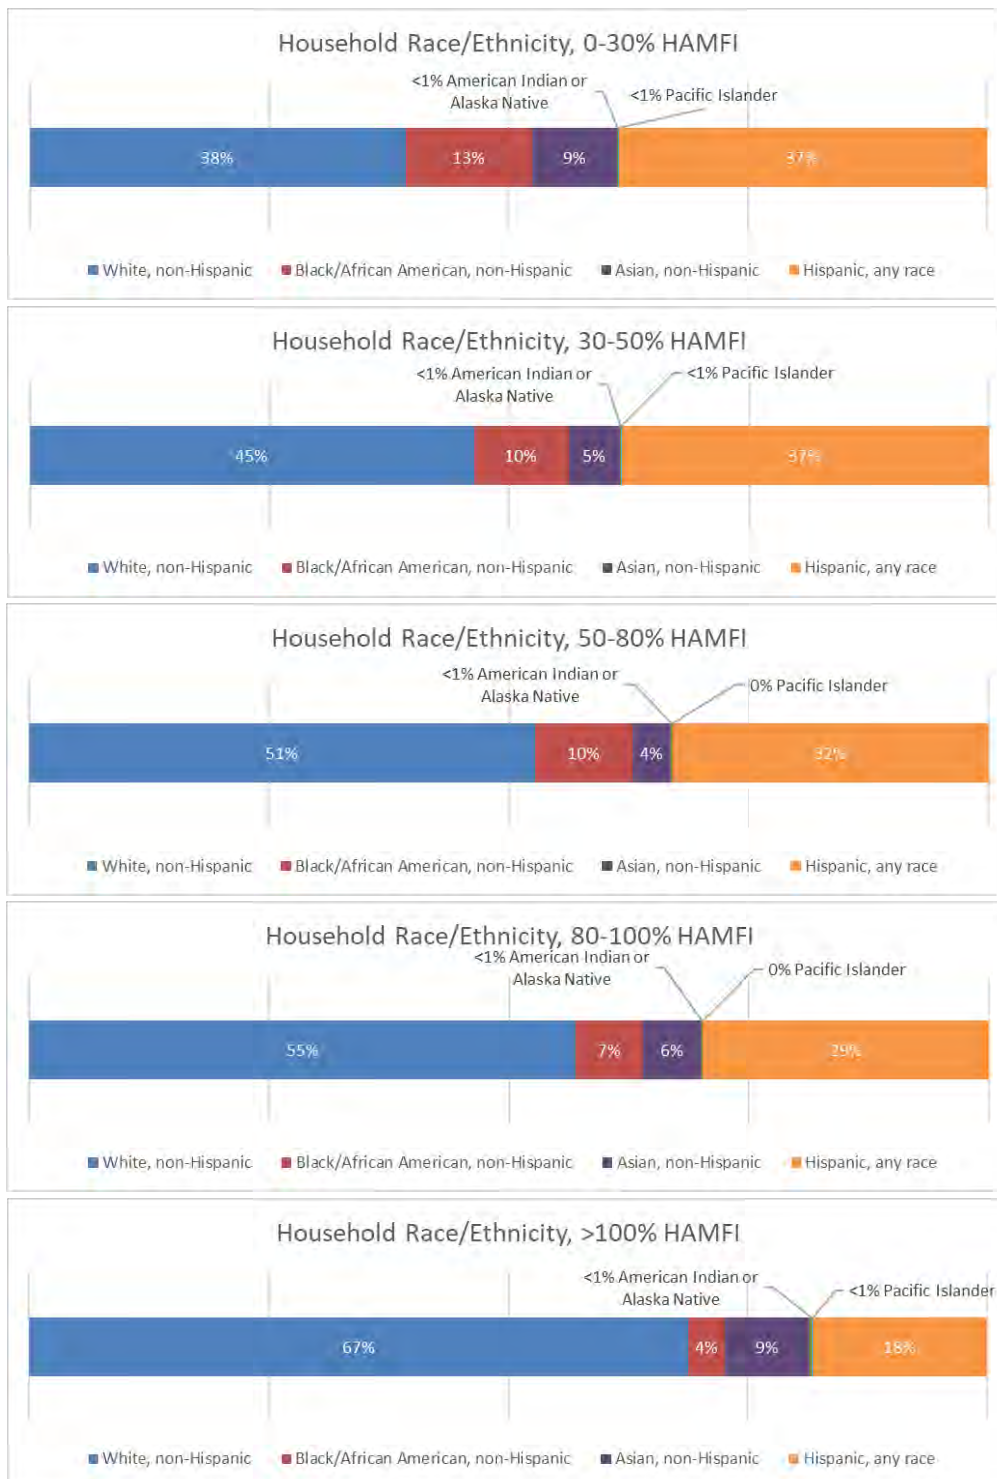 Household Race/Ethnicity, 0-30% HAMFI
<1% American Indian or
Alaska Native
<1% Pacific Islander
38% 13% 9% 37%
White, non-Hispanic Black/African American, non-Hispanic Asian, non-Hispanic Hispanic, any race
Household Race/Ethnicity, 30-50% HAMFI
<1% American Indian or
Alaska Native
<1% Pacific Islander
45% 10% 5% 37%
White, non-Hispanic Black/African American, non-Hispanic Asian, non-Hispanic Hispanic, any race
Household Race/Ethnicity, 50-80% HAMFI
<1% American Indian or
Alaska Native
0% Pacific Islander
51% 10% 4% 32%
White, non-Hispanic Black/African American, non-Hispanic Asian, non-Hispanic Hispanic, any race
Household Race/Ethnicity, 80-100% HAMFI
<1% American Indian or
Alaska Native
0% Pacific Islander
55% 7% 6% 29%
White, non-Hispanic Black/African American, non-Hispanic Asian, non-Hispanic Hispanic, any race
Household Race/Ethnicity, >100% HAMFI
<1% American Indian or
Alaska Native
<1% Pacific Islander
67% 4% 9% 18%
White, non-Hispanic Black/African American, non-Hispanic Asian, non-Hispanic Hispanic, any race